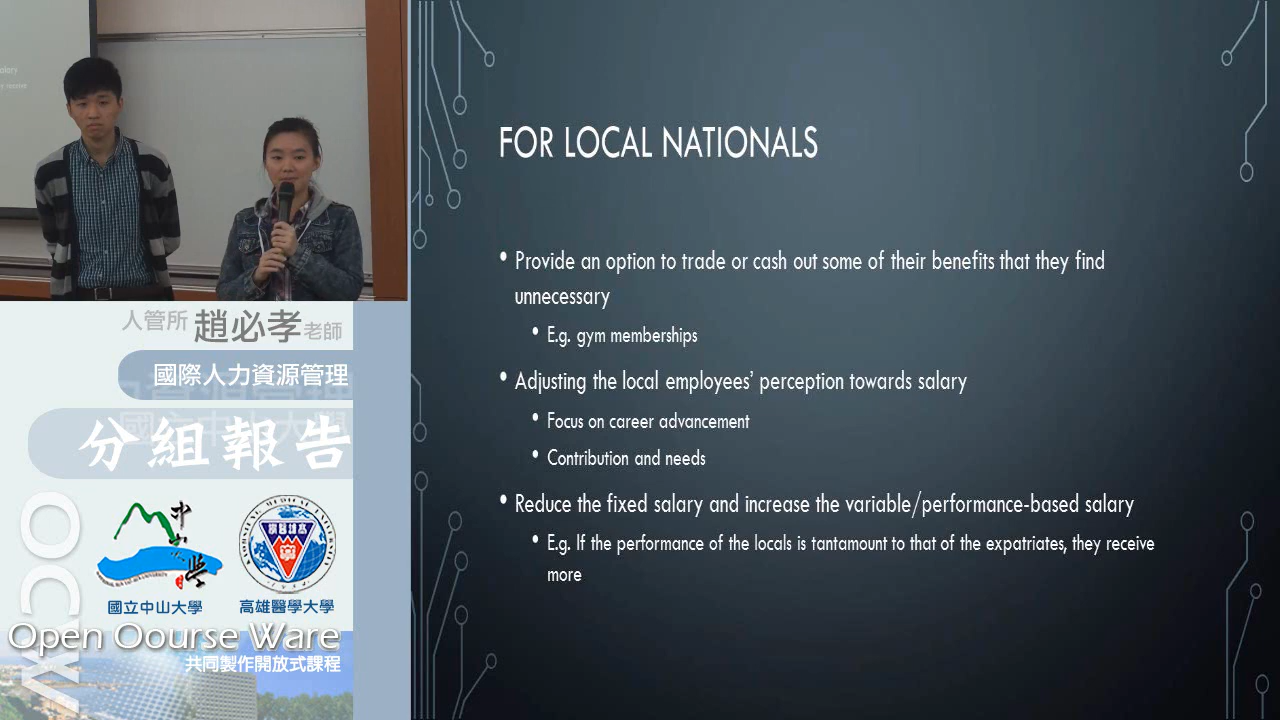 FOR LOCAL NATIONALS
• Provide an option to trade or cash out some of their benefits that they find
unnecessary
• E.g. gym memberships
• Adjusting the local employees’ perception towards salary
• Focus on career advancement
• Contribution and needs
• Reduce the fixed salary and increase the variable/performance-based salary
• E.g. If the performance of the locals is tantamount to that of the expatriates, they receive
more
人管所 趙必孝 老師
國際人力資源管理
分組報告
OCW
中山大學
國立中山大學
高雄醫學大學
Open Oourse Ware
共同製作開放式課程